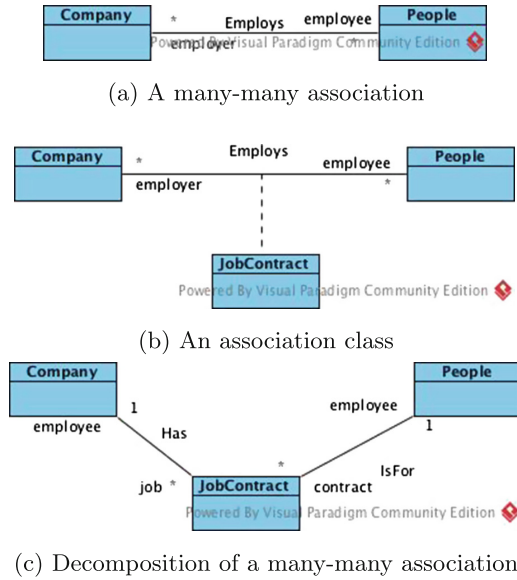 Company * Employs employee People
employer *
Powered By Visual Paradigm Community Edition
(a) A many-many association
Company * Employs employee People
employer *
JobContract
Powered By Visual Paradigm Community Edition
(b) An association class
Company People
employee 1 employee 1
Has
* IsFor
job * JobContract contract
Powered By Visual Paradigm Community Edition
(c) Decomposition of a many-many association